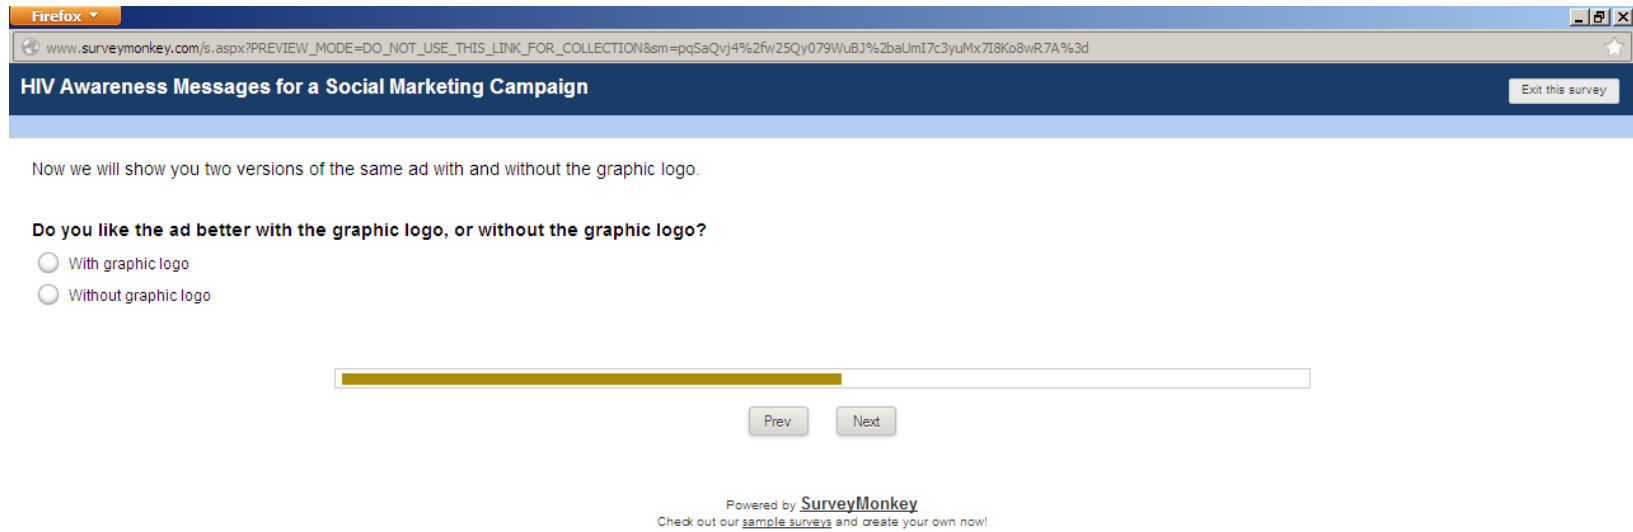 Firefox
www.surveymonkey.com/s.aspx?PREVIEW_MODE=DO_NOT_USE_THIS_LINK_FOR_COLLECTION&sm=pqSaQvj4%2fw25Qy079WuBJ%2baUmI7c3yuMx7I8Ko8wR7A%3d
HIV Awareness Messages for a Social Marketing Campaign
Exit this survey
Now we will show you two versions of the same ad with and without the graphic logo.
Do you like the ad better with the graphic logo, or without the graphic logo?
With graphic logo
Without graphic logo
Prev Next
Powered by SurveyMonkey
Check out our sample surveys and create your own now!